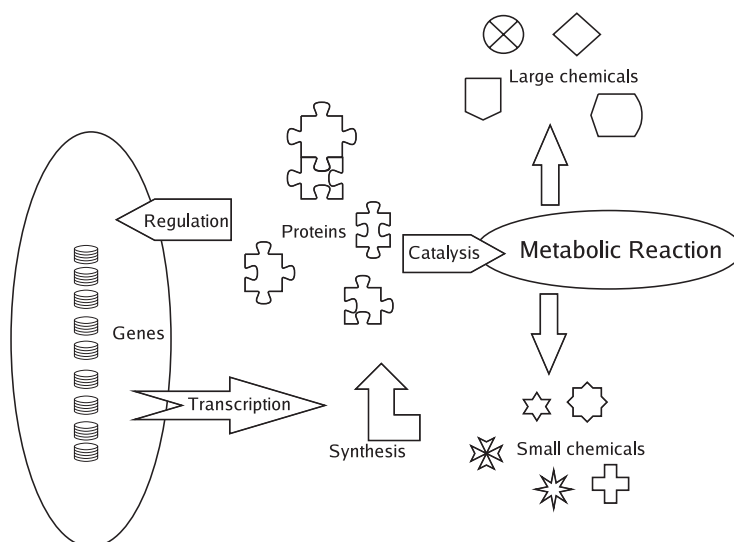 Large chemicals
Regulation
Proteins
Catalysis
Metabolic Reaction
Genes
Transcription
Synthesis
Small chemicals